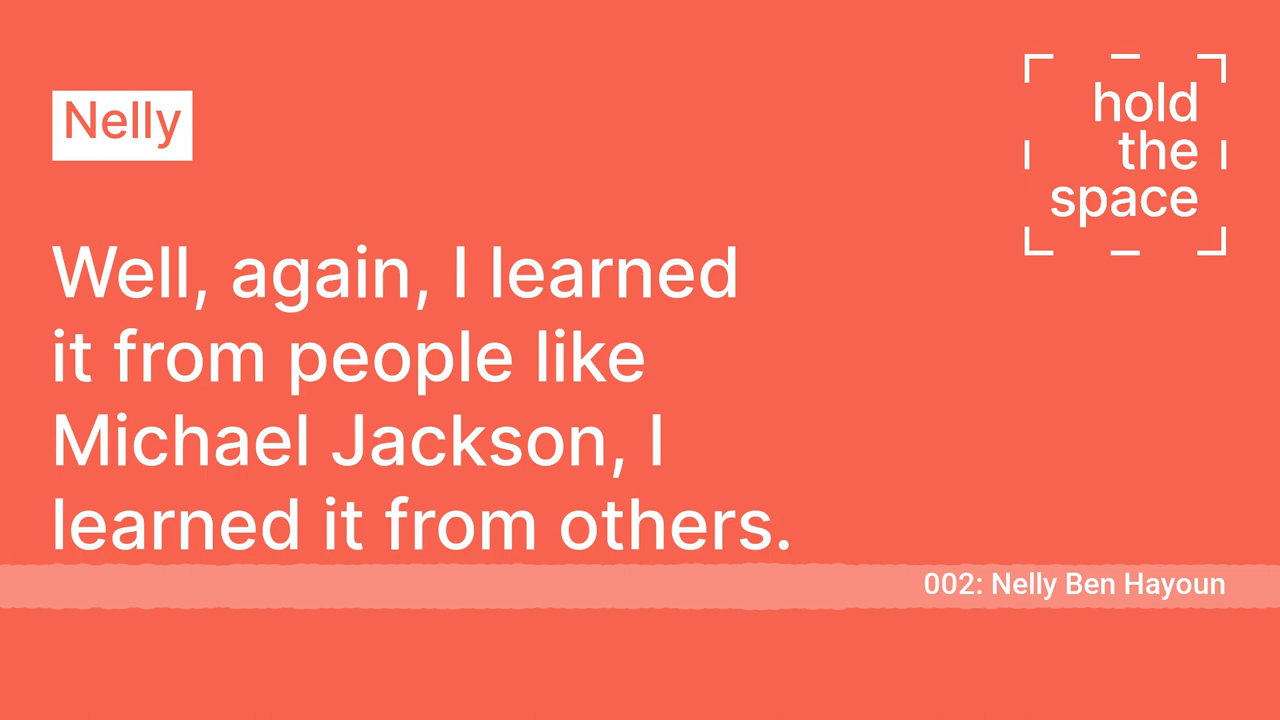 Nelly
hold
the
space
Well, again, I learned
it from people like
Michael Jackson, I
learned it from others.
002: Nelly Ben Hayoun